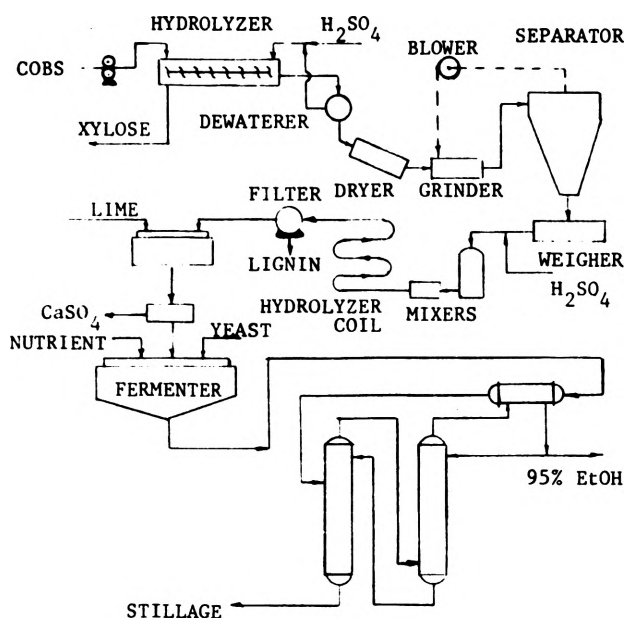 HYDROLYZER
H₂SO₄
SEPARATOR
BLOWER
COBS
XYLOSE
DEWATERER
DRYER
GRINDER
FILTER
LIME
LIGNIN
WEIGHER
H₂SO₄
HYDROLYZER
COIL
MIXERS
CaSO₄
NUTRIENT
YEAST
FERMENTER
95% EtOH
STILLAGE